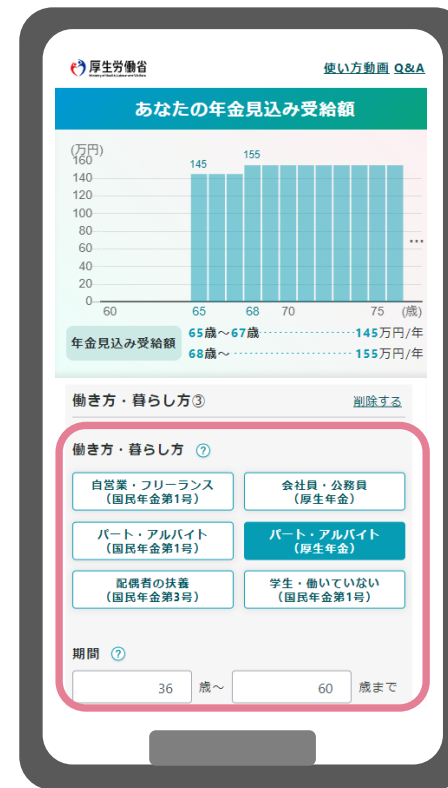 厚生労働省
使い方動画 Q&A
あなたの年金見込み受給額
(万円)
160
140
120
100
80
60
40
20
0
145
155
...
60 65 68 70 75 (歳)
年金見込み受給額
65歳～67歳 145万円/年
68歳～ 155万円/年
働き方・暮らし方③ 削除する
働き方・暮らし方 ?
自営業・フリーランス
(国民年金第1号)
会社員・公務員
(厚生年金)
パート・アルバイト
(国民年金第1号)
パート・アルバイト
(厚生年金)
配偶者の扶養
(国民年金第3号)
学生・働いていない
(国民年金第1号)
期間 ?
36 歳～ 60 歳まで